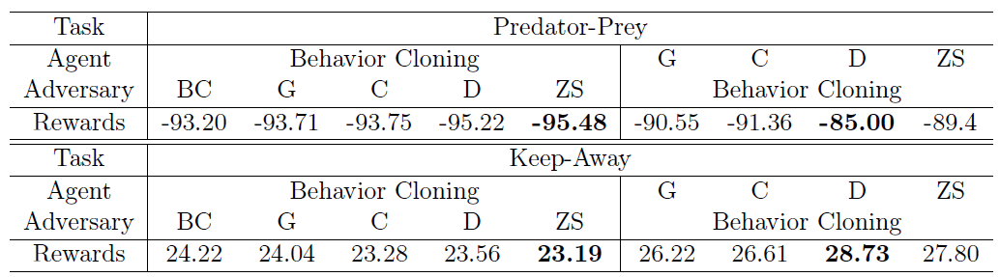 Task Predator-Prey
Agent Behavior Cloning G C D ZS
Adversary BC G C D ZS Behavior Cloning
Rewards -93.20 -93.71 -93.75 -95.22 -95.48 -90.55 -91.36 -85.00 -89.4
Task Keep-Away
Agent Behavior Cloning G C D ZS
Adversary BC G C D ZS Behavior Cloning
Rewards 24.22 24.04 23.28 23.56 23.19 26.22 26.61 28.73 27.80